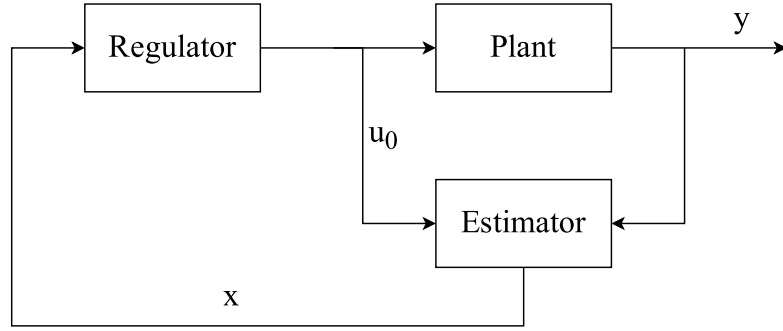 y
Regulator
Plant
u₀
Estimator
x